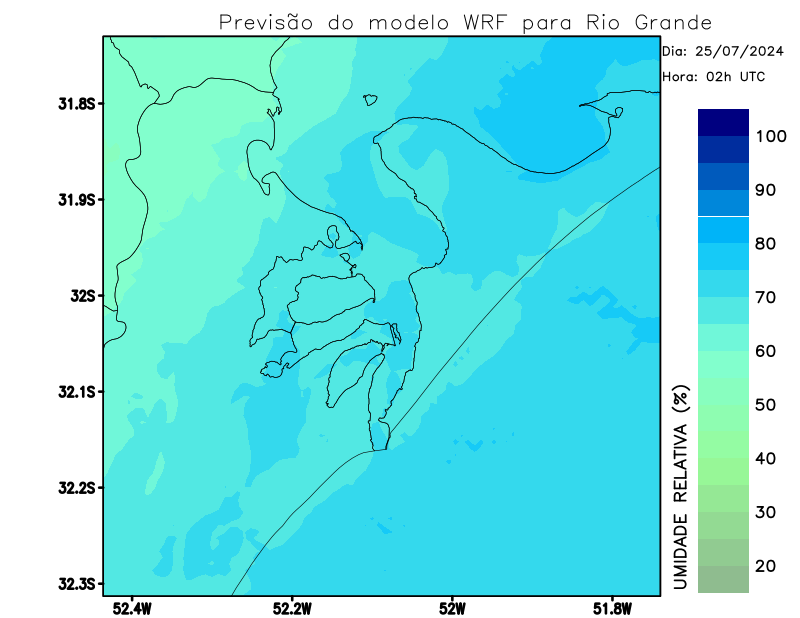 Previsão do modelo WRF para Rio Grande
Dia: 25/07/2024
Hora: 02h UTC
31.8S
31.9S
32S
32.1S
32.2S
32.3S
52.4W
52.2W
52W
51.8W
UMIDADE RELATIVA (%)
100
90
80
70
60
50
40
30
20